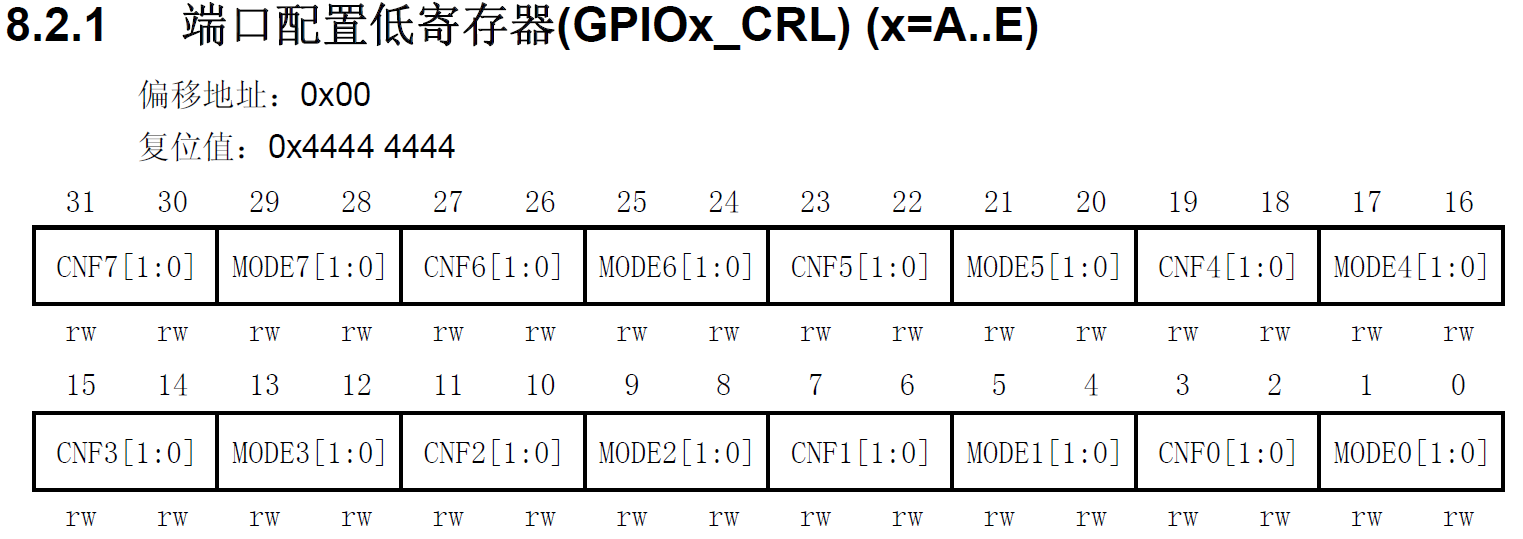 8.2.1 端口配置低寄存器(GPIOx_CRL) (x=A..E)
偏移地址：0x00
复位值：0x4444 4444
31 30 29 28 27 26 25 24 23 22 21 20 19 18 17 16
CNF7[1:0] MODE7[1:0] CNF6[1:0] MODE6[1:0] CNF5[1:0] MODE5[1:0] CNF4[1:0] MODE4[1:0]
rw rw rw rw rw rw rw rw rw rw rw rw rw rw rw rw
15 14 13 12 11 10 9 8 7 6 5 4 3 2 1 0
CNF3[1:0] MODE3[1:0] CNF2[1:0] MODE2[1:0] CNF1[1:0] MODE1[1:0] CNF0[1:0] MODE0[1:0]
rw rw rw rw rw rw rw rw rw rw rw rw rw rw rw rw